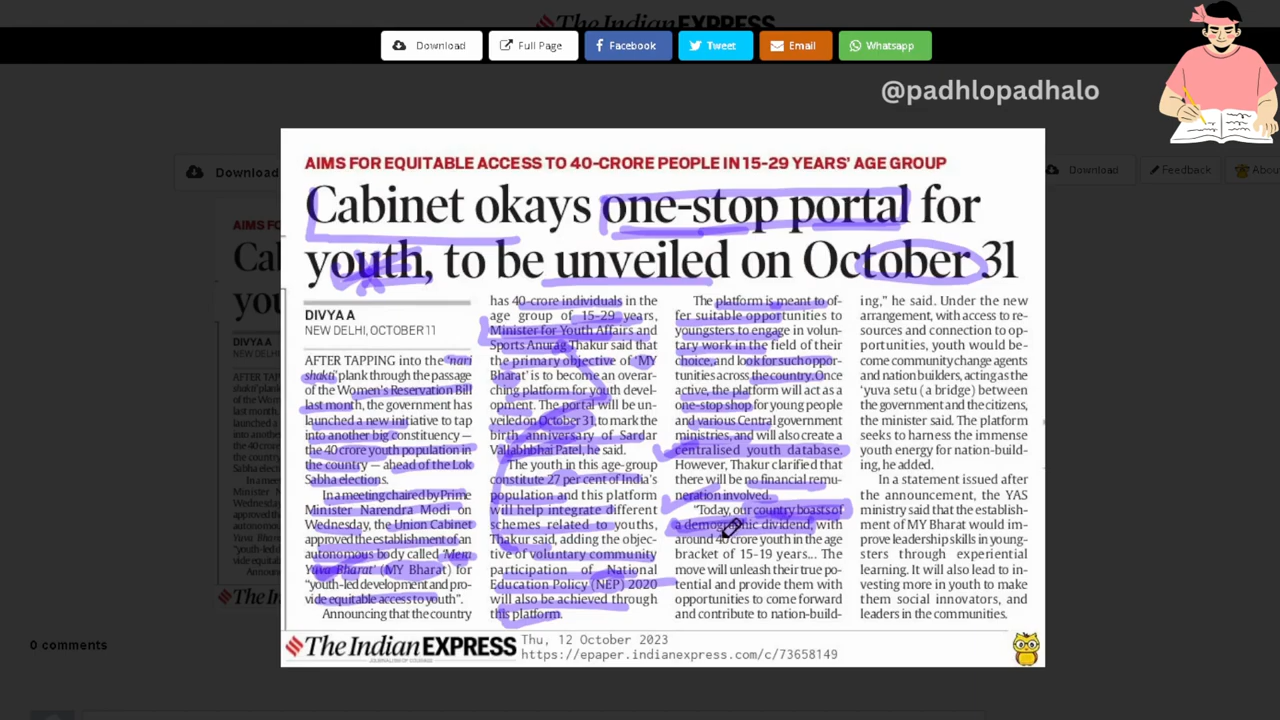 The Indian EXPRESS
Download
Full Page
Facebook
Tweet
Email
Whatsapp
@padhlopadhalo
Download
Download
Feedback
AIMS FOR EQUITABLE ACCESS TO 40-CRORE PEOPLE IN 15-29 YEARS' AGE GROUP
Cabinet okays one-stop portal for
youth, to be unveiled on October 31
DIVYA A
NEW DELHI, OCTOBER 11
AFTER TAPPING into the 'nari
shakti' plank through the passage
of the Women's Reservation Bill
last month, the government has
launched a new initiative to tap
into another big constituency —
the 40 crore youth population in
the country — ahead of the Lok
Sabha elections.
In a meeting chaired by Prime
Minister Narendra Modi on
Wednesday, the Union Cabinet
approved the establishment of an
autonomous body called 'Mera
Yuva Bharat' (MY Bharat) for
"youth-led development and pro-
vide equitable access to youth".
Announcing that the country
has 40-crore individuals in the
age group of 15-29 years,
Minister for Youth Affairs and
Sports Anurag Thakur said that
the primary objective of 'MY
Bharat' is to become an overar-
ching platform for youth devel-
opment. The portal will be un-
veiled on October 31, to mark the
birth anniversary of Sardar
Vallabhbhai Patel, he said.
The youth in this age-group
constitute 27 per cent of India's
population and this platform
will help integrate different
schemes related to youths,
Thakur said, adding the objec-
tive of voluntary community
participation of National
Education Policy (NEP) 2020
will also be achieved through
this platform.
The platform is meant to of-
fer suitable opportunities to
youngsters to engage in volun-
tary work in the field of their
choice, and look for such oppor-
tunities across the country. Once
active, the platform will act as a
one-stop shop for young people
and various Central government
ministries, and will also create a
centralised youth database.
However, Thakur clarified that
there will be no financial remu-
neration involved.
"Today, our country boasts of
a demographic dividend, with
around 40 crore youth in the age
bracket of 15-19 years... The
move will unleash their true po-
tential and provide them with
opportunities to come forward
and contribute to nation-build-
ing," he said. Under the new
arrangement, with access to re-
sources and connection to op-
portunities, youth would be-
come community change agents
and nation builders, acting as the
'yuva setu (a bridge) between
the government and the citizens,
the minister said. The platform
seeks to harness the immense
youth energy for nation-build-
ing, he added.
In a statement issued after
the announcement, the YAS
ministry said that the establish-
ment of MY Bharat would im-
prove leadership skills in young-
sters through experiential
learning. It will also lead to in-
vesting more in youth to make
them social innovators, and
leaders in the communities.
The Indian EXPRESS
Thu, 12 October 2023
https://epaper.indianexpress.com/c/73658149
0 comments